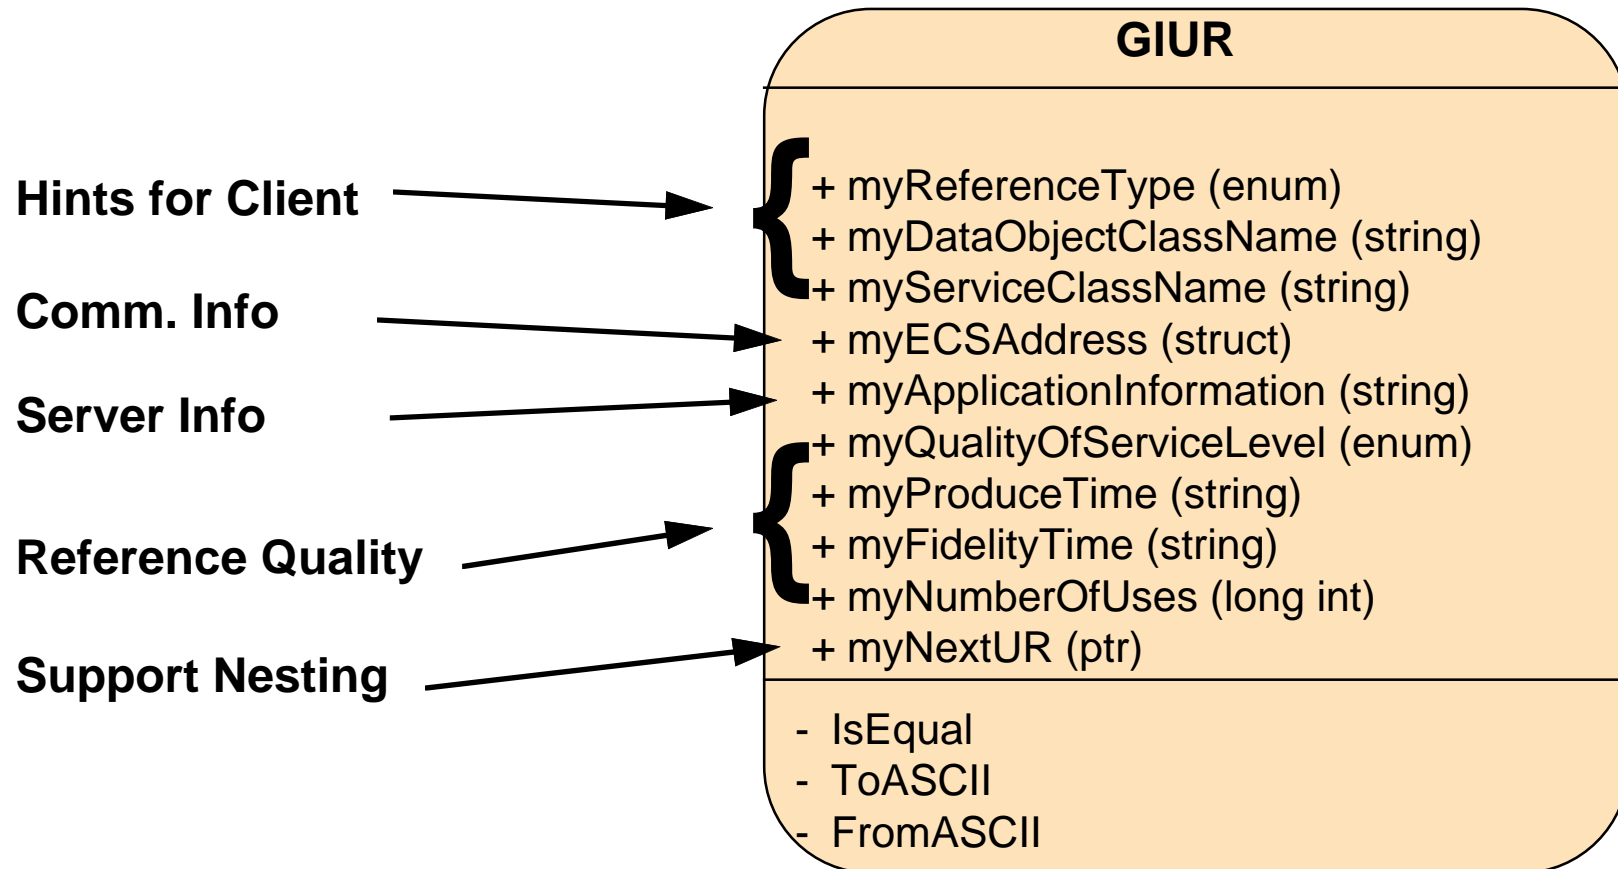 GIUR
Hints for Client
Comm. Info
Server Info
Reference Quality
Support Nesting
+ myReferenceType (enum)
+ myDataObjectClassName (string)
+ myServiceClassName (string)
+ myECSAddress (struct)
+ myApplicationInformation (string)
+ myQualityOfServiceLevel (enum)
+ myProduceTime (string)
+ myFidelityTime (string)
+ myNumberOfUses (long int)
+ myNextUR (ptr)
- IsEqual
- ToASCII
- FromASCII